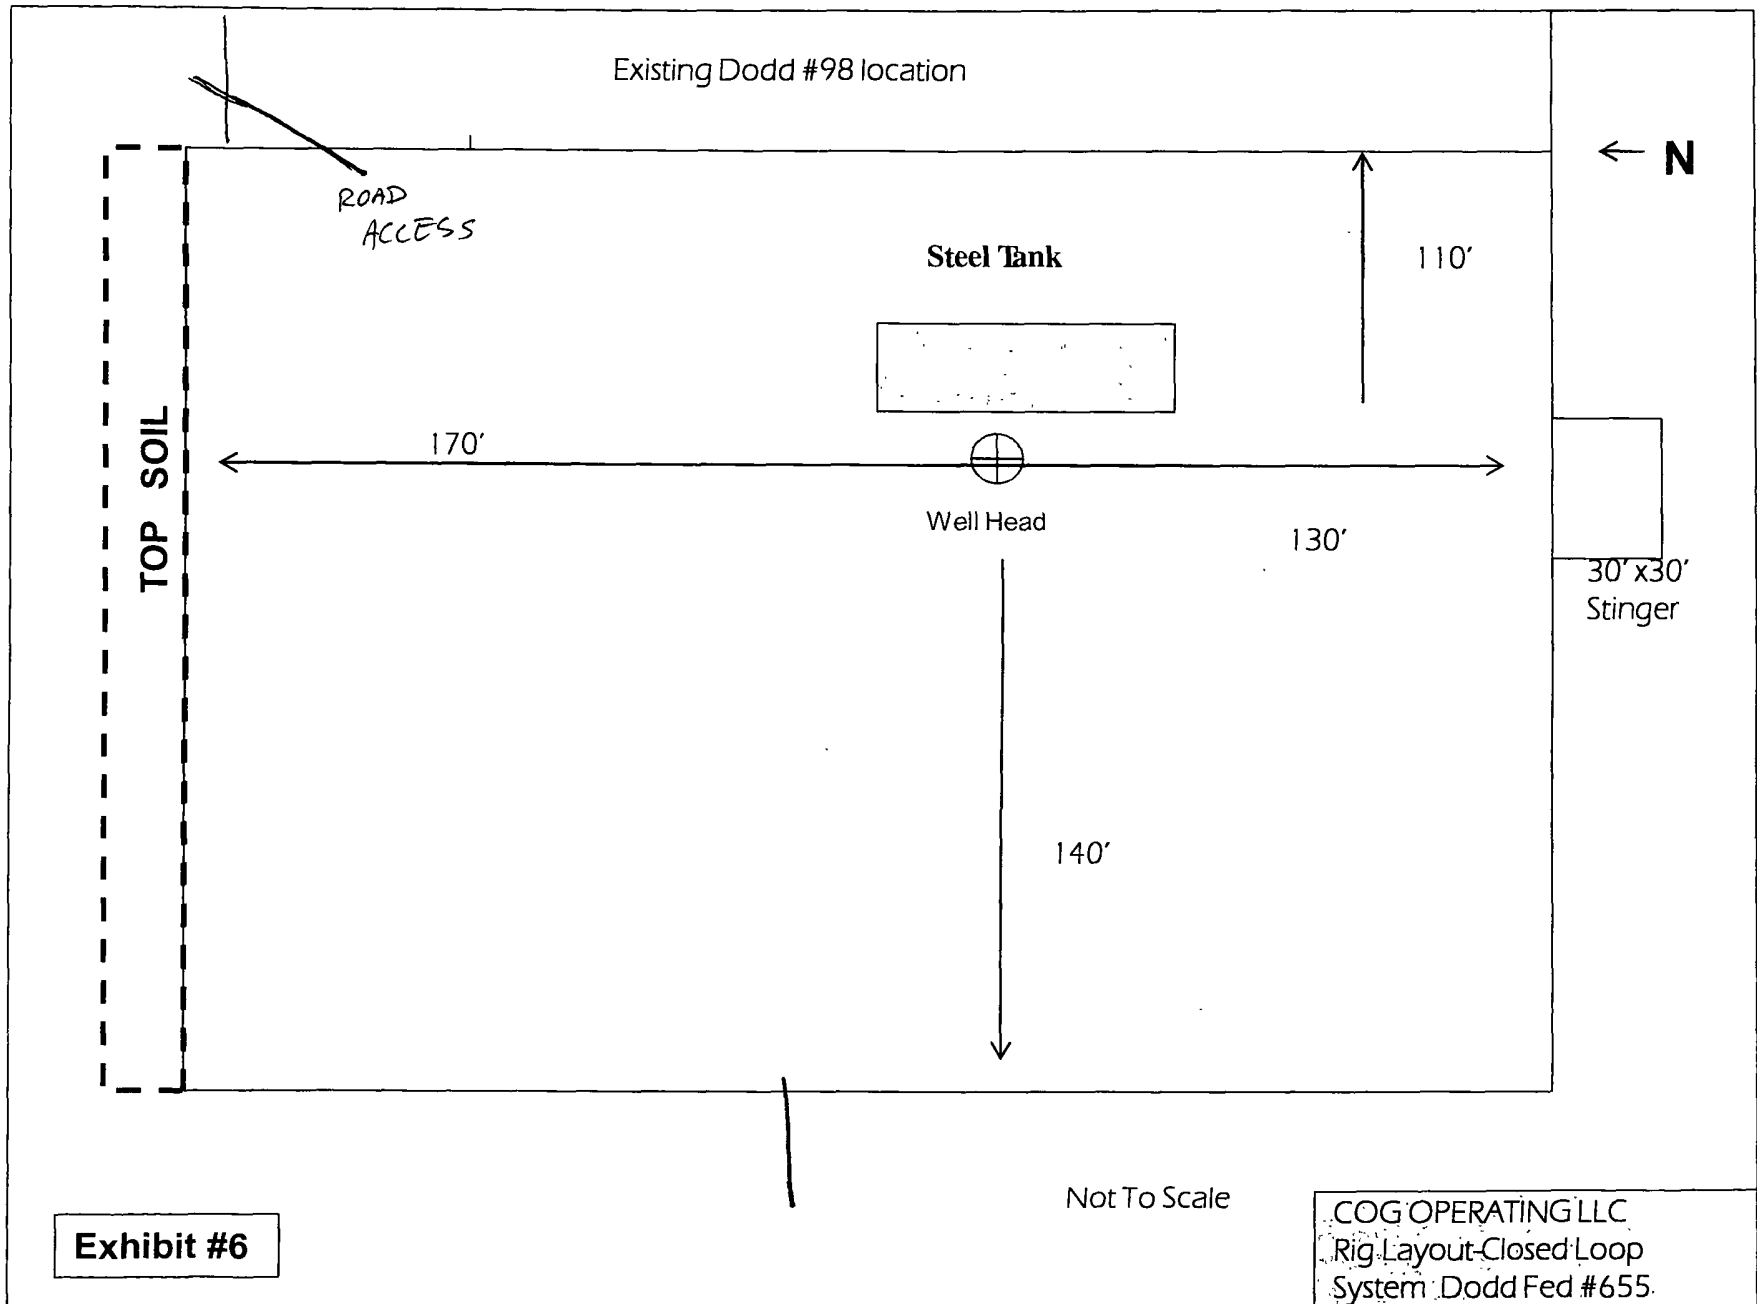 Existing Dodd #98 location
N
ROAD
ACCESS
Steel Tank
110'
TOP SOIL
170'
Well Head
130'
30' x30'
Stinger
140'
Not To Scale
Exhibit #6
COG OPERATING LLC
Rig Layout-Closed Loop
System Dodd Fed #655